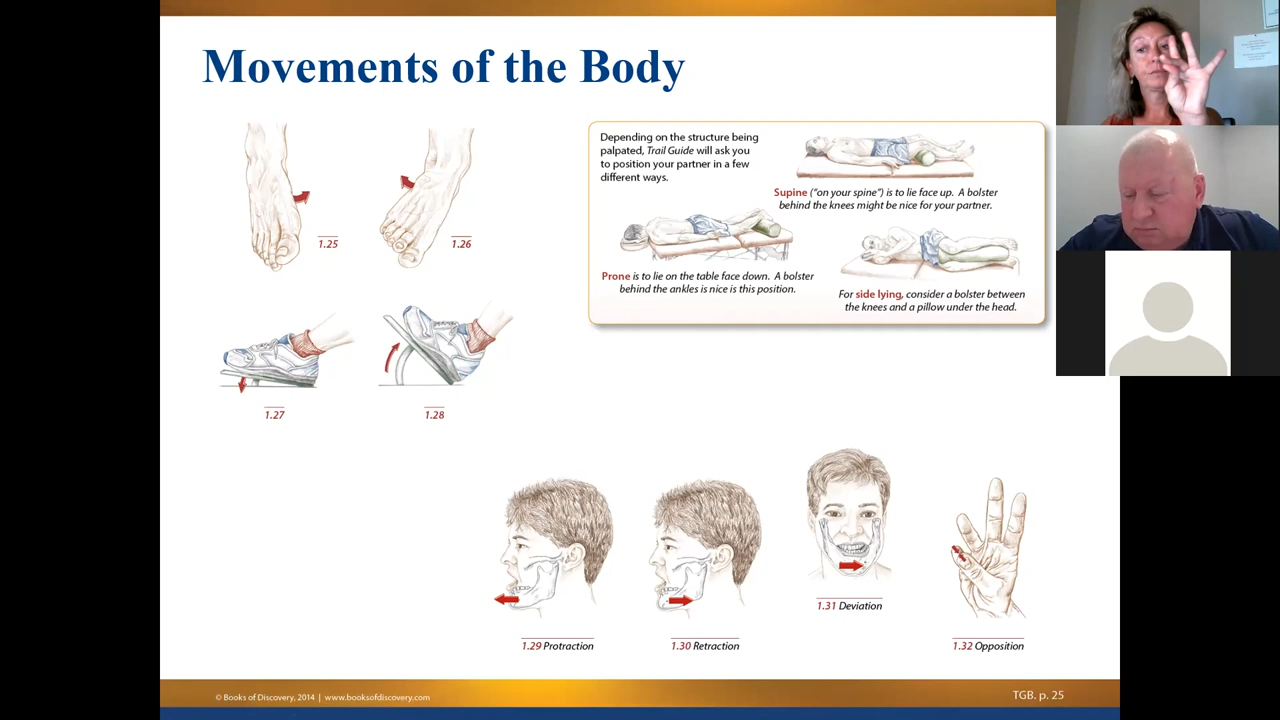 Movements of the Body
1.25
1.26
1.27
1.28
Depending on the structure being
palpated, Trail Guide will ask you
to position your partner in a few
different ways.
Supine ("on your spine") is to lie face up. A bolster
behind the knees might be nice for your partner.
Prone is to lie on the table face down. A bolster
behind the ankles is nice is this position.
For side lying, consider a bolster between
the knees and a pillow under the head.
1.29 Protraction
1.30 Retraction
1.31 Deviation
1.32 Opposition
© Books of Discovery, 2014 | www.booksofdiscovery.com
TGB. p. 25